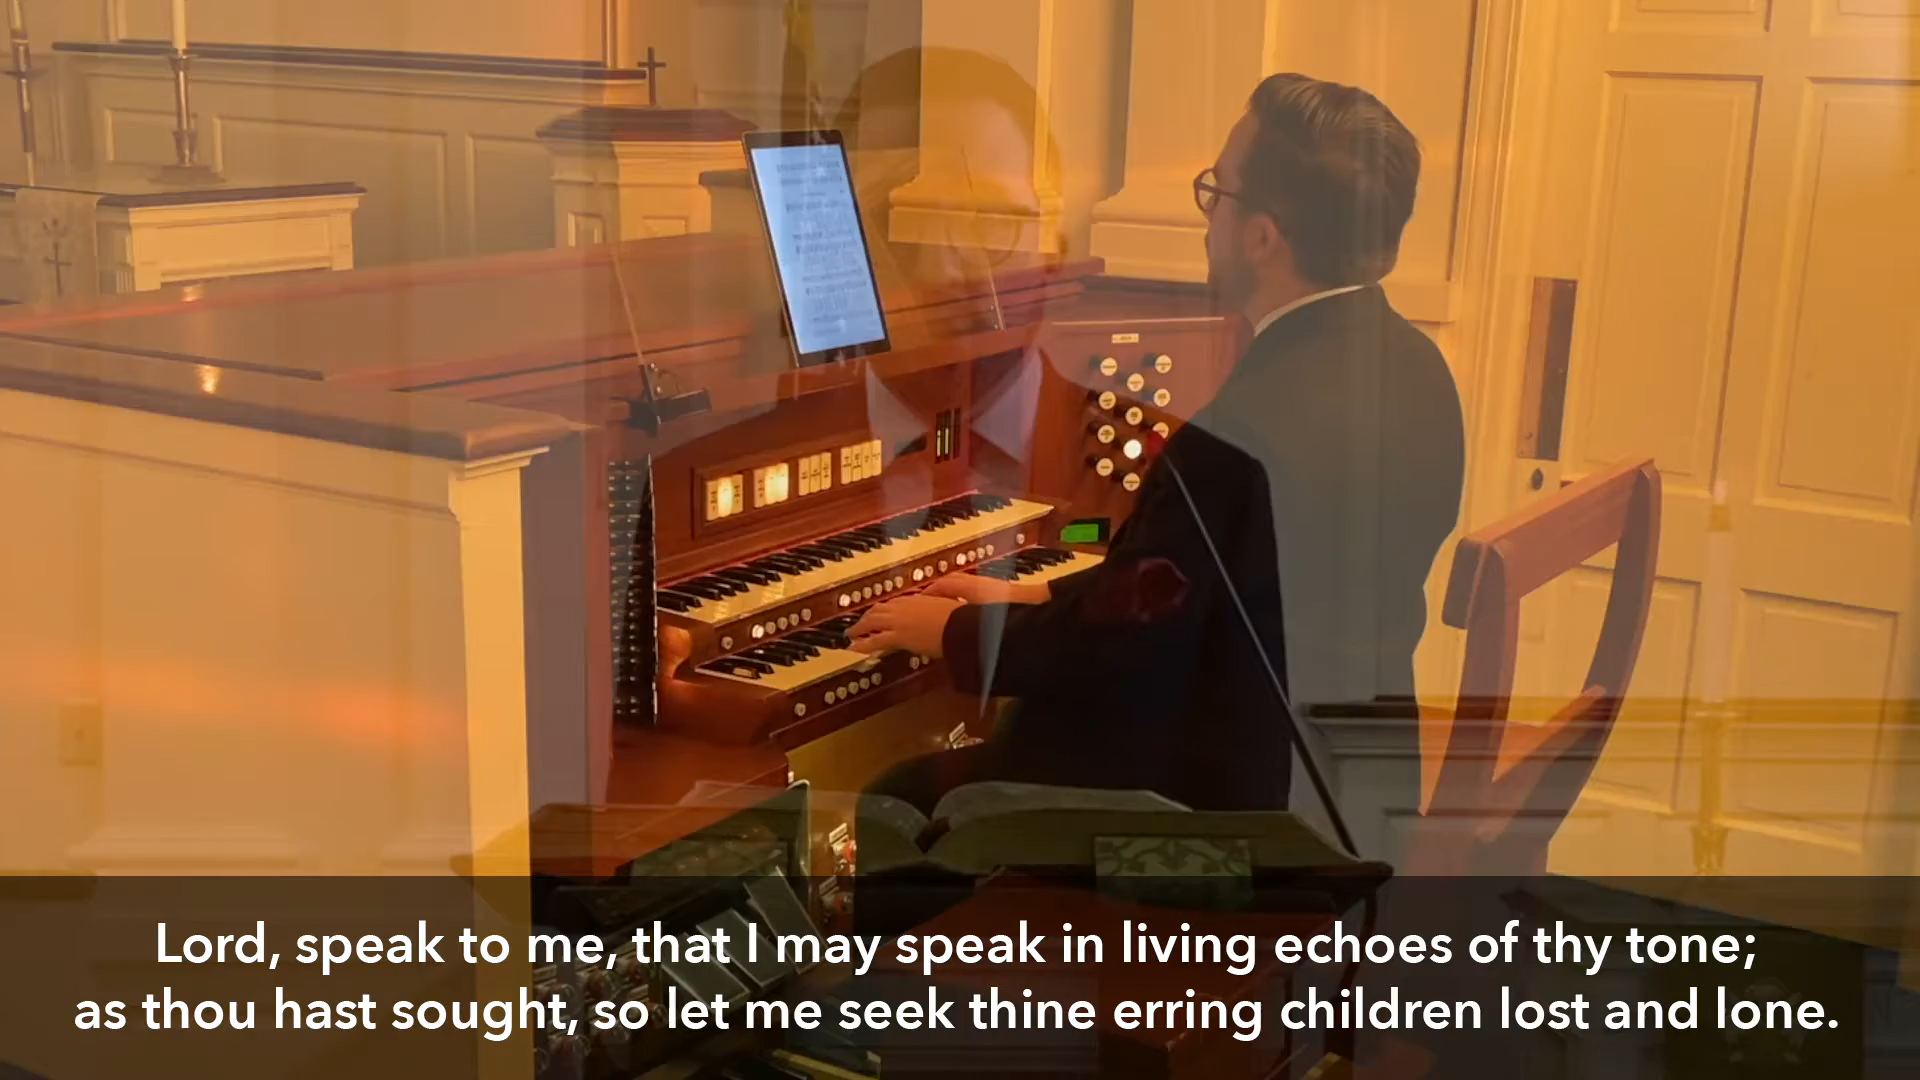 Lord, speak to me, that I may speak in living echoes of thy tone;
as thou hast sought, so let me seek thine erring children lost and lone.